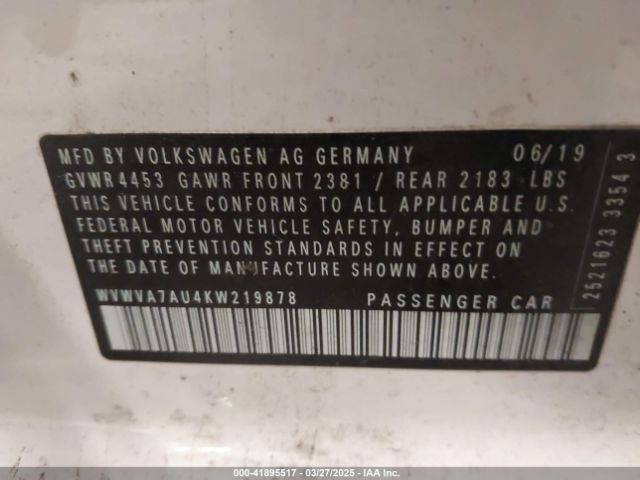 MFD BY VOLKSWAGEN AG GERMANY 06/19
GVWR 4453 GAWR FRONT 2381 / REAR 2183 LBS
THIS VEHICLE CONFORMS TO ALL APPLICABLE U.S.
FEDERAL MOTOR VEHICLE SAFETY, BUMPER AND
THEFT PREVENTION STANDARDS IN EFFECT ON
THE DATE OF MANUFACTURE SHOWN ABOVE.
WVWVA7AU4KW219878 PASSENGER CAR
2521623 3354 3
000-41895517 - 03/27/2025 - IAA Inc.